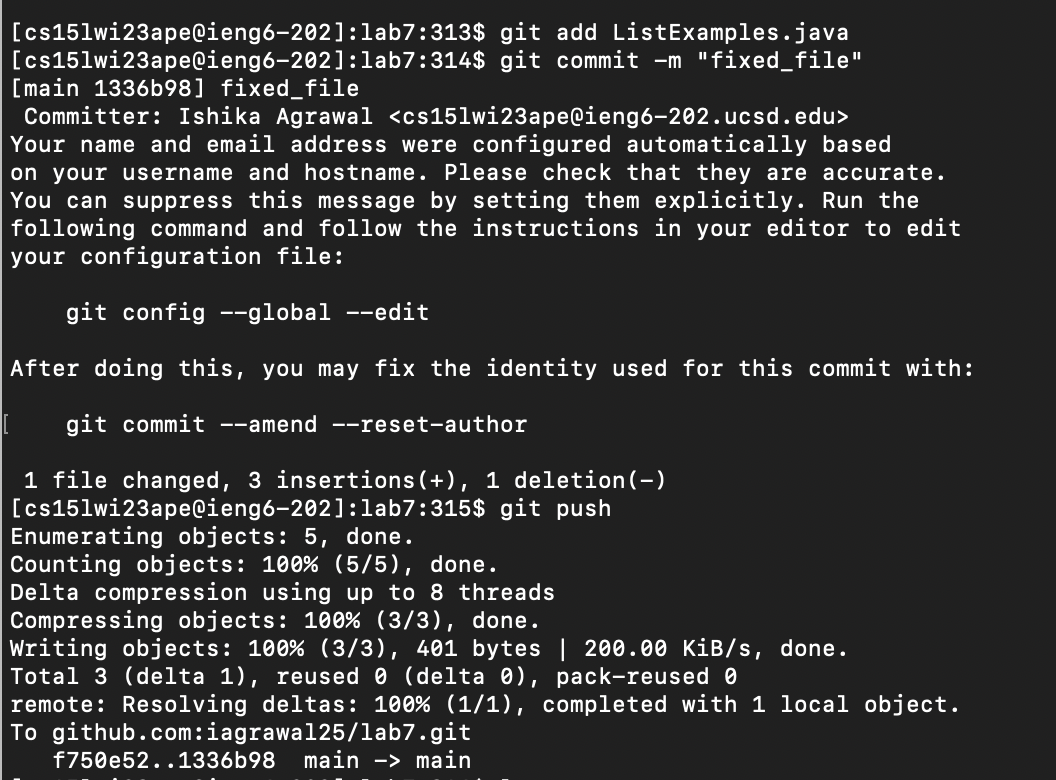 [cs15lwi23ape@ieng6-202]:lab7:313$ git add ListExamples.java
[cs15lwi23ape@ieng6-202]:lab7:314$ git commit -m "fixed_file"
[main 1336b98] fixed_file
 Committer: Ishika Agrawal <cs15lwi23ape@ieng6-202.ucsd.edu>
Your name and email address were configured automatically based
on your username and hostname. Please check that they are accurate.
You can suppress this message by setting them explicitly. Run the
following command and follow the instructions in your editor to edit
your configuration file:

    git config --global --edit

After doing this, you may fix the identity used for this commit with:

[    git commit --amend --reset-author

 1 file changed, 3 insertions(+), 1 deletion(-)
[cs15lwi23ape@ieng6-202]:lab7:315$ git push
Enumerating objects: 5, done.
Counting objects: 100% (5/5), done.
Delta compression using up to 8 threads
Compressing objects: 100% (3/3), done.
Writing objects: 100% (3/3), 401 bytes | 200.00 KiB/s, done.
Total 3 (delta 1), reused 0 (delta 0), pack-reused 0
remote: Resolving deltas: 100% (1/1), completed with 1 local object.
To github.com:iagrawal25/lab7.git
   f750e52..1336b98  main -> main